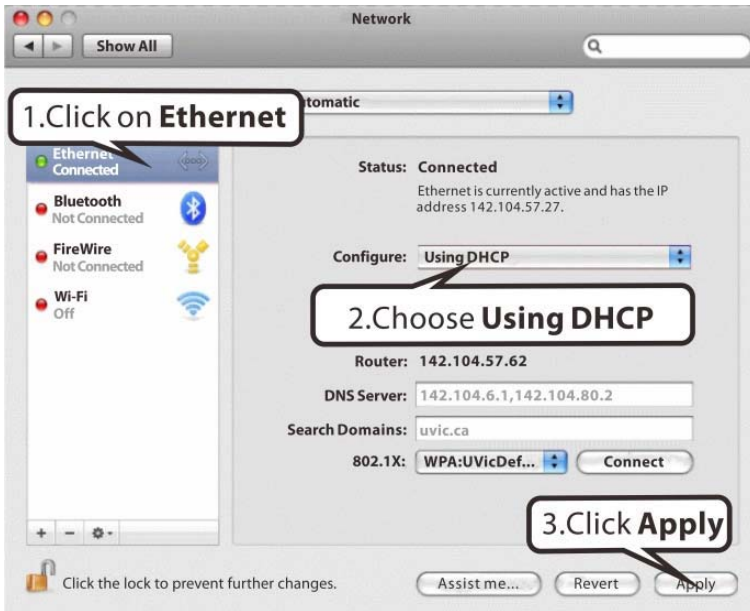 Network
Show All
tomatic
1.Click on Ethernet
Ethernet
Connected
Bluetooth
Not Connected
FireWire
Not Connected
Wi-Fi
Off
Status: Connected
Ethernet is currently active and has the IP
address 142.104.57.27.
Configure: Using DHCP
2.Choose Using DHCP
Router: 142.104.57.62
DNS Server: 142.104.6.1,142.104.80.2
Search Domains: uvic.ca
802.1X: WPA:UVicDef... Connect
3.Click Apply
Click the lock to prevent further changes.
Assist me... Revert Apply